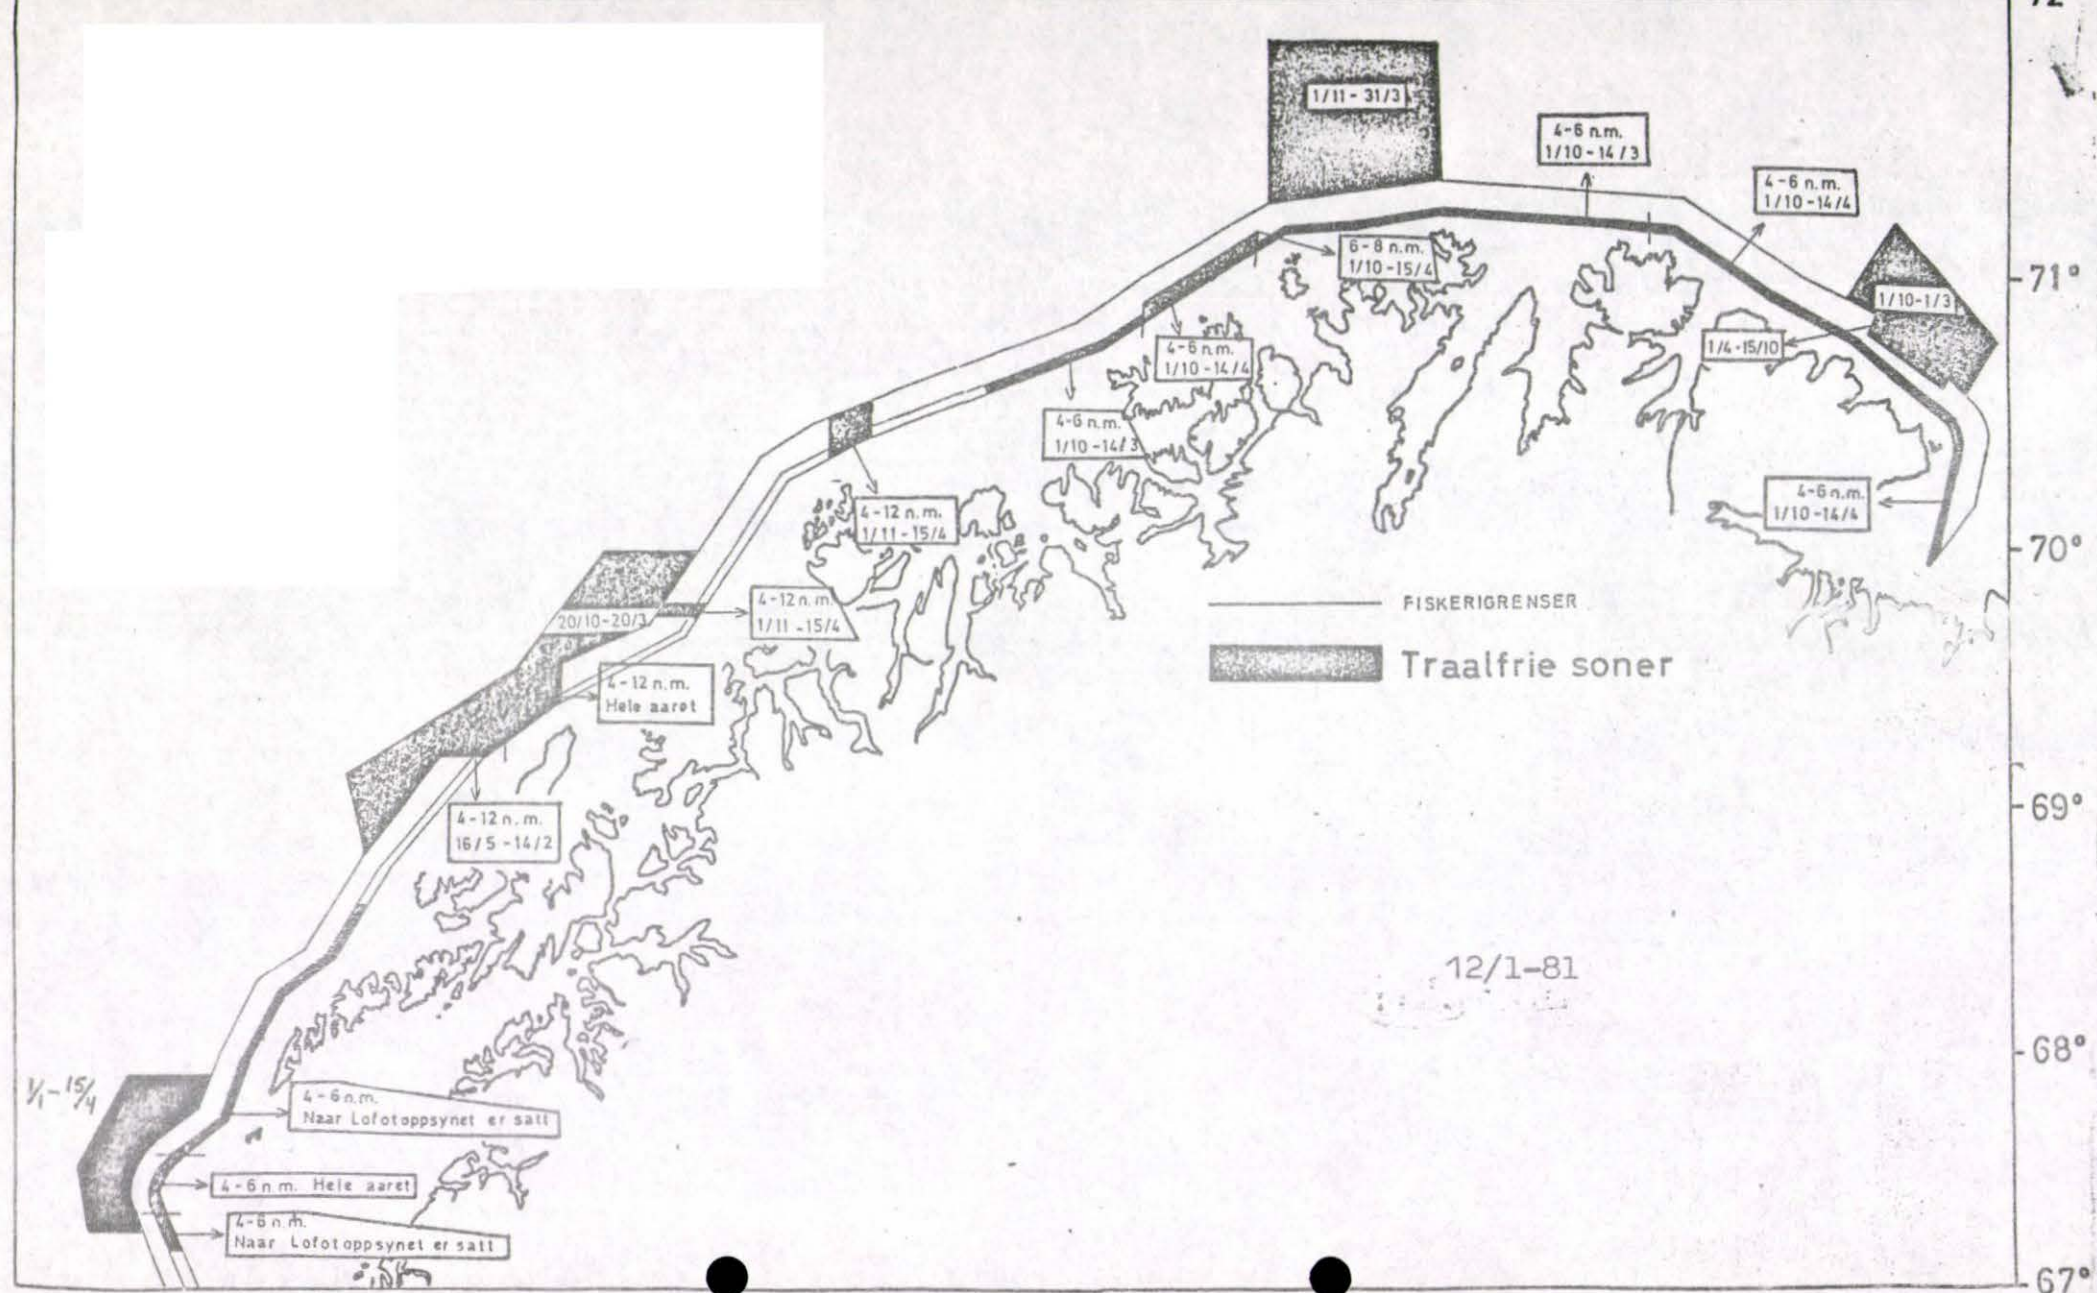 72
1/11 - 31/3
4-6 n.m.
1/10 - 14/3
4-6 n.m.
1/10 - 14/4
6-8 n.m.
1/10 - 15/4
71°
1/10-1/3
1/4-15/10
4-6 n.m.
1/10 - 14/4
4-6 n.m.
1/10 - 14/3
4-12 n.m.
1/11 - 15/4
4-6 n.m.
1/10 - 14/4
70°
4-12 n.m.
1/11 - 15/4
20/10-20/3
FISKERIGRENSER
Traalfrie soner
4-12 n.m.
Hele aaret
69°
4-12 n.m.
16/5 - 14/2
12/1-81
68°
1/1 - 15/4
4-6 n.m.
Naar Lofotoppsynet er satt
4-6 n.m. Hele aaret
4-6 n.m.
Naar Lofotoppsynet er satt
67°